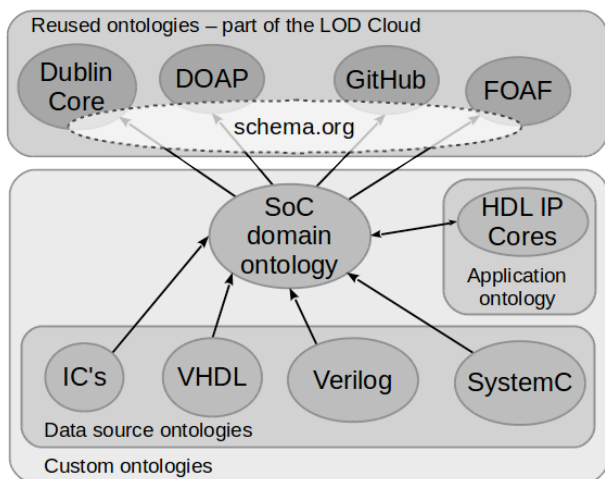 Reused ontologies – part of the LOD Cloud
Dublin
Core
DOAP
GitHub
FOAF
schema.org
SoC
domain
ontology
HDL IP
Cores
Application
ontology
IC's
VHDL
Verilog
SystemC
Data source ontologies
Custom ontologies